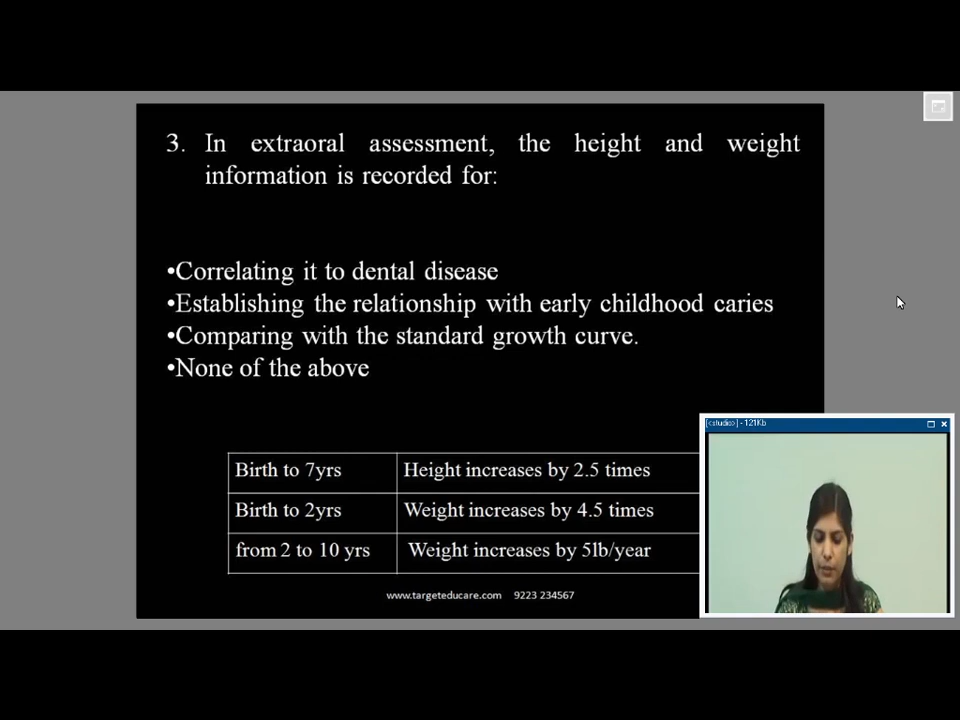 3. In extraoral assessment, the height and weight
information is recorded for:
•Correlating it to dental disease
•Establishing the relationship with early childhood caries
•Comparing with the standard growth curve.
•None of the above
[<studio>] - 121Kb
Birth to 7yrs Height increases by 2.5 times
Birth to 2yrs Weight increases by 4.5 times
from 2 to 10 yrs Weight increases by 5lb/year
www.targeteducare.com 9223 234567